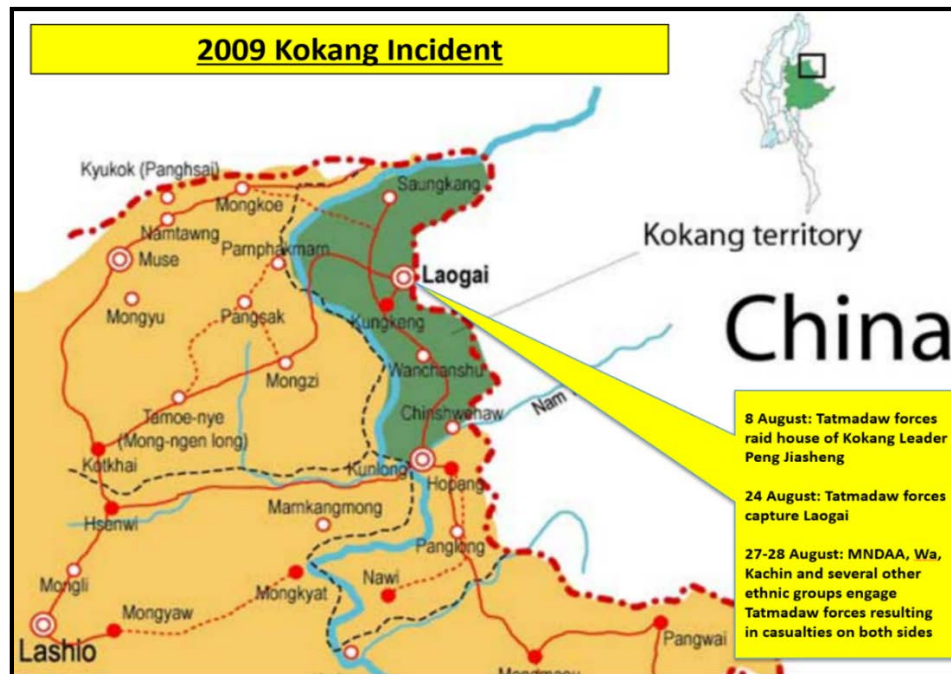 2009 Kokang Incident
Kyukok (Panghsai)
Mongkoe
Saungkang
Namtawng
Muse
Pamphakmam
Kokang territory
Laogai
Mongyu
Pangsak
Kungkeng
China
Mongzi
Wanchanshu
Tamoe-nye
(Mong-ngen long)
Chinshwehaw
Nam
Kotkhai
Kunlong
Hopang
Hsenwi
Mamkangmong
Panglong
Mongli
Nawi
Mongyaw
Mongkyat
Lashio
Pangwai
8 August: Tatmadaw forces
raid house of Kokang Leader
Peng Jiasheng
24 August: Tatmadaw forces
capture Laogai
27-28 August: MNDAA, Wa,
Kachin and several other
ethnic groups engage
Tatmadaw forces resulting
in casualties on both sides